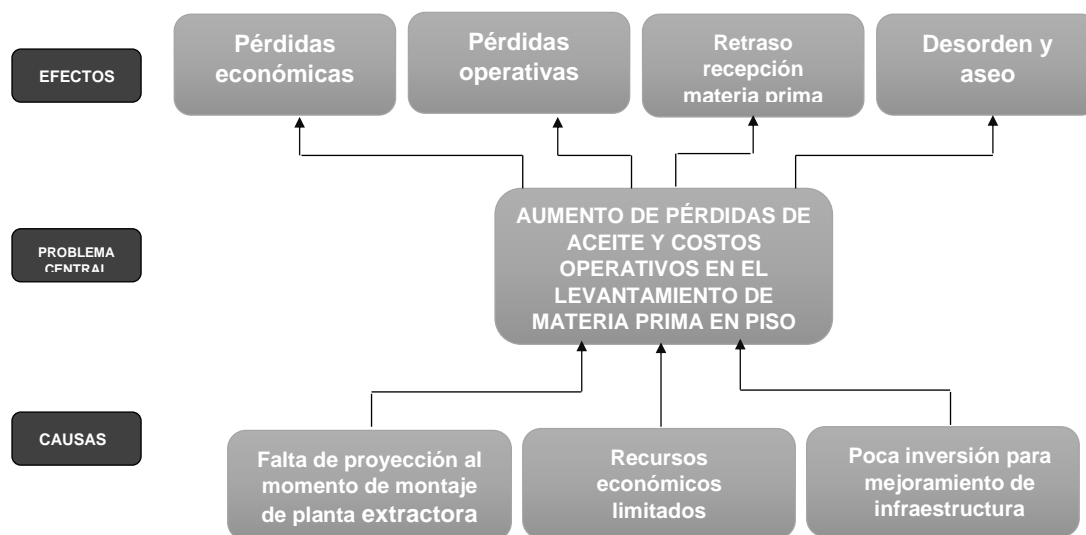 EFECTOS
Pérdidas
económicas
Pérdidas
operativas
Retraso
recepción
materia prima
Desorden y
aseo
PROBLEMA
CENTRAL
AUMENTO DE PÉRDIDAS DE
ACEITE Y COSTOS
OPERATIVOS EN EL
LEVANTAMIENTO DE
MATERIA PRIMA EN PISO
CAUSAS
Falta de proyección al
momento de montaje
de planta extractora
Recursos
económicos
limitados
Poca inversión para
mejoramiento de
infraestructura